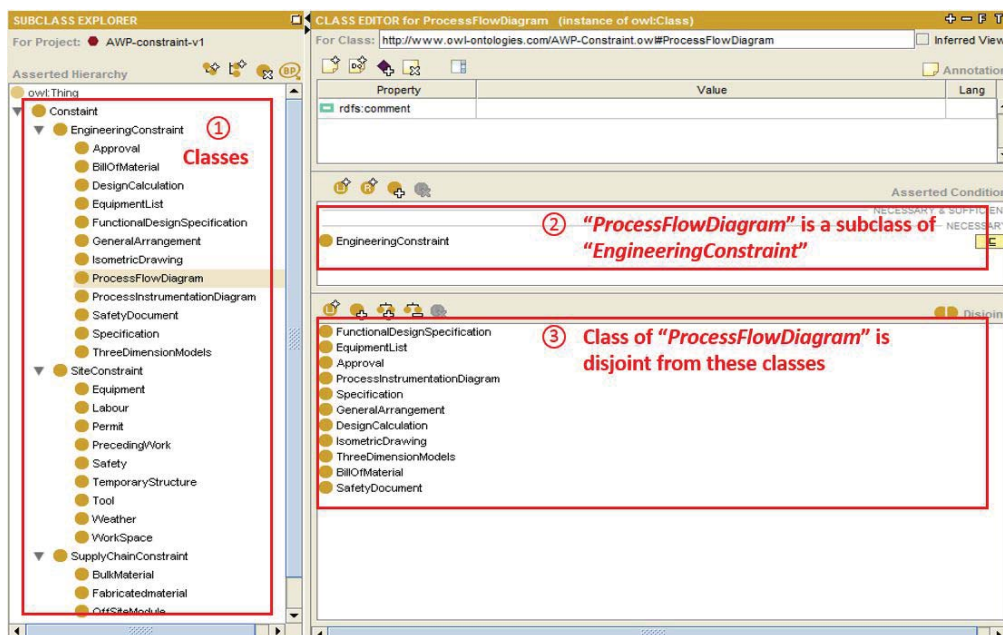 SUBCLASS EXPLORER
For Project: AWP-constraint-v1
Asserted Hierarchy
BP
owl:Thing
Constaint
EngineeringConstraint
Approval
BillOfMaterial
DesignCalculation
EquipmentList
FunctionalDesignSpecification
GeneralArrangement
IsometricDrawing
ProcessFlowDiagram
ProcessInstrumentationDiagram
SafetyDocument
Specification
ThreeDimensionModels
SiteConstraint
Equipment
Labour
Permit
PrecedingWork
Safety
TemporaryStructure
Tool
Weather
WorkSpace
SupplyChainConstraint
BulkMaterial
Fabricatedmaterial
OffSiteModule
① 
Classes
CLASS EDITOR for ProcessFlowDiagram (instance of owl:Class)
F T
For Class: http://www.owl-ontologies.com/AWP-Constraint.owl#ProcessFlowDiagram
Inferred View
Annotation
Property Value Lang
rdfs:comment
Asserted Condition
NECESSARY & SUFFICIEN
NECESSARY
EngineeringConstraint
② "ProcessFlowDiagram" is a subclass of
"EngineeringConstraint"
Disjoin
FunctionalDesignSpecification
EquipmentList
Approval
ProcessInstrumentationDiagram
Specification
GeneralArrangement
DesignCalculation
IsometricDrawing
ThreeDimensionModels
BillOfMaterial
SafetyDocument
③ Class of "ProcessFlowDiagram" is
disjoint from these classes